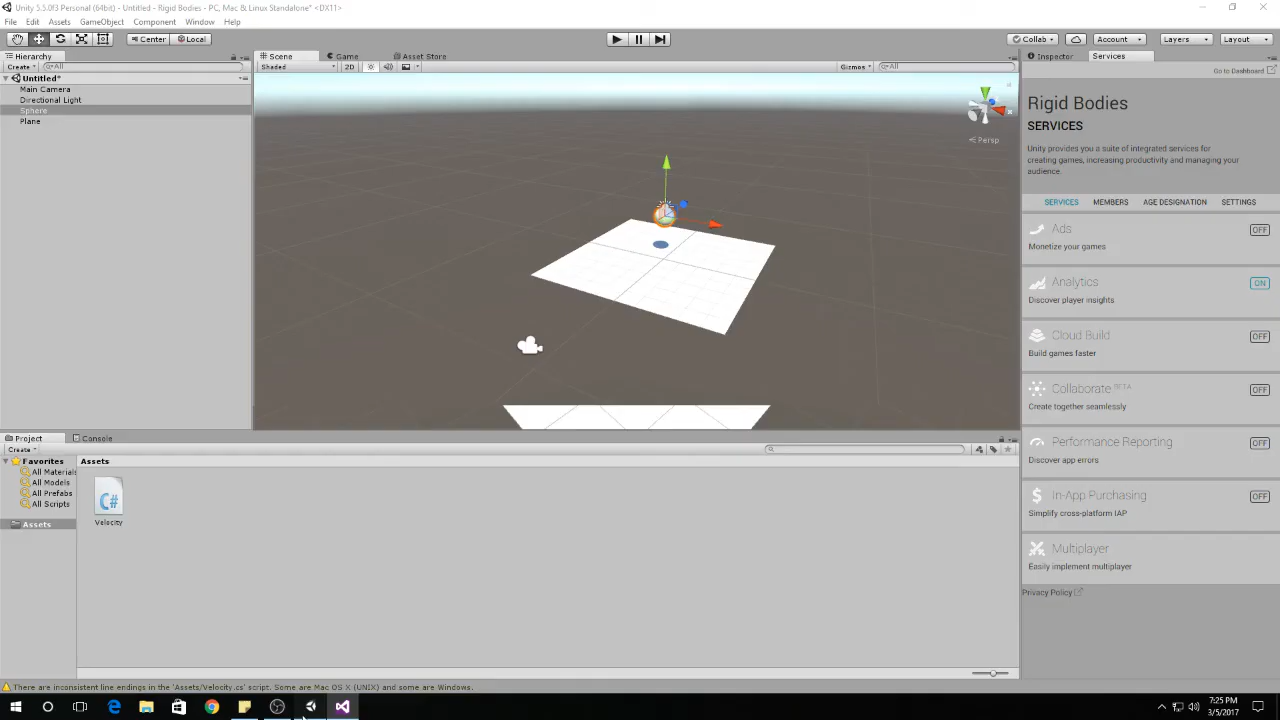 Unity 5.5.0f3 Personal (64bit) - Untitled - Rigid Bodies - PC, Mac & Linux Standalone* <DX11>
File Edit Assets GameObject Component Window Help
Center Local Collab Account Layers Layout
Hierarchy Scene Game Asset Store Inspector Services
Create All Shaded 2D Gizmos All Go to Dashboard
Untitled*
Main Camera
Directional Light
Sphere
Plane
Persp
Rigid Bodies
SERVICES
Unity provides you a suite of integrated services for
creating games, increasing productivity and managing your
audience.
SERVICES MEMBERS AGE DESIGNATION SETTINGS
Ads OFF
Monetize your games
Analytics ON
Discover player insights
Cloud Build OFF
Build games faster
Collaborate BETA OFF
Create together seamlessly
Performance Reporting OFF
Discover app errors
In-App Purchasing OFF
Simplify cross-platform IAP
Multiplayer
Easily implement multiplayer
Privacy Policy
Project Console
Create
Favorites
All Materials
All Models
All Prefabs
All Scripts
Assets
Assets
C#
Velocity
There are inconsistent line endings in the 'Assets/Velocity.cs' script. Some are Mac OS X (UNIX) and some are Windows.
7:25 PM
3/5/2017